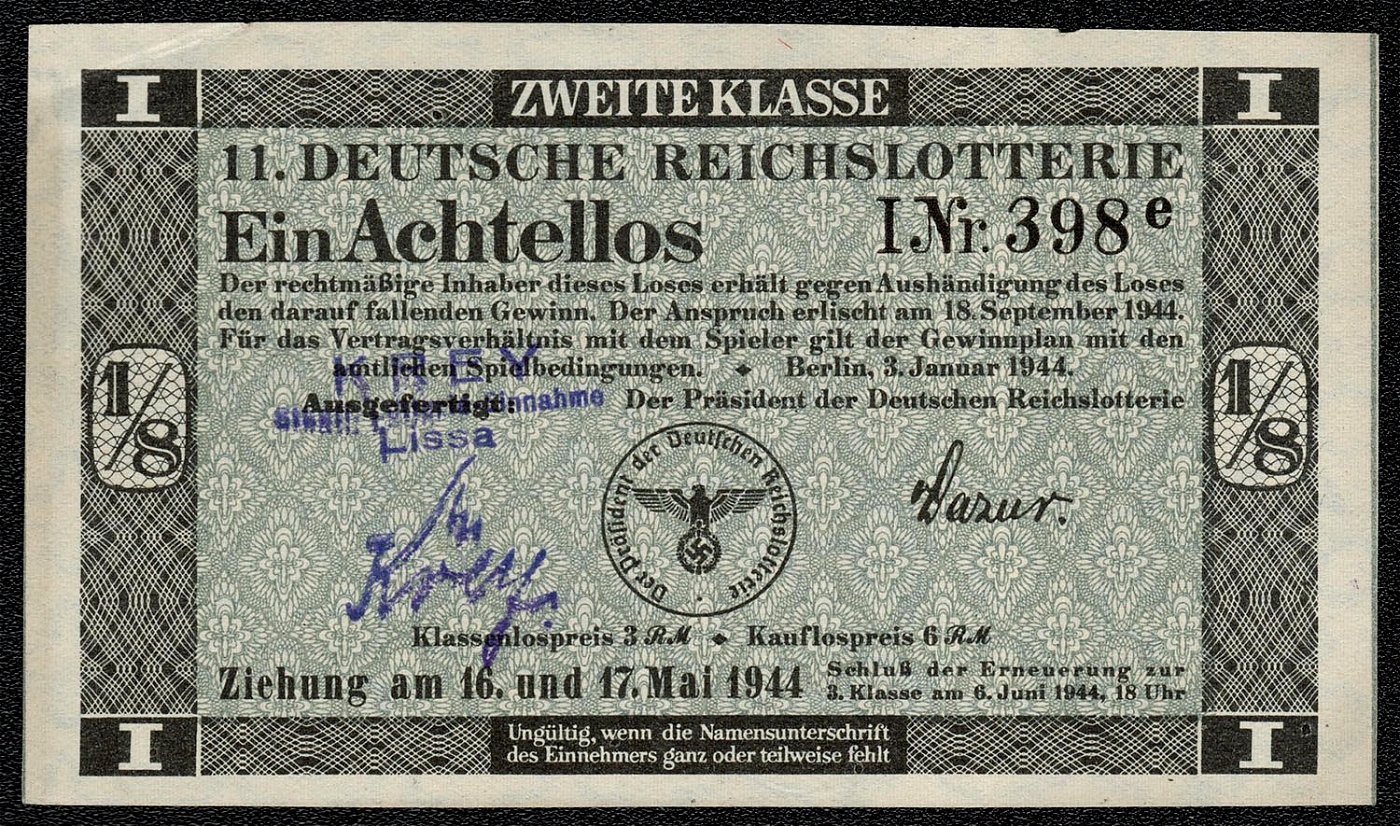 I ZWEITE KLASSE I
11. DEUTSCHE REICHSLOTTERIE
Ein Achtellos I Nr. 398 e
Der rechtmäßige Inhaber dieses Loses erhält gegen Aushändigung des Loses
den darauf fallenden Gewinn. Der Anspruch erlischt am 18. September 1944.
Für das Vertragsverhältnis mit dem Spieler gilt der Gewinnplan mit den
amtlichen Spielbedingungen. ◆ Berlin, 3. Januar 1944.
KREY
Ausgefertigt: Der Präsident der Deutschen Reichslotterie
Lissa
1/8 1/8
Der Präsident der Deutschen Reichslotterie
Dazur.
Krey.
Klassenlospreis 3 RM ◆ Kauflospreis 6 RM
Ziehung am 16. und 17. Mai 1944
Schluß der Erneuerung zur
3. Klasse am 6. Juni 1944, 18 Uhr
I I
Ungültig, wenn die Namensunterschrift
des Einnehmers ganz oder teilweise fehlt